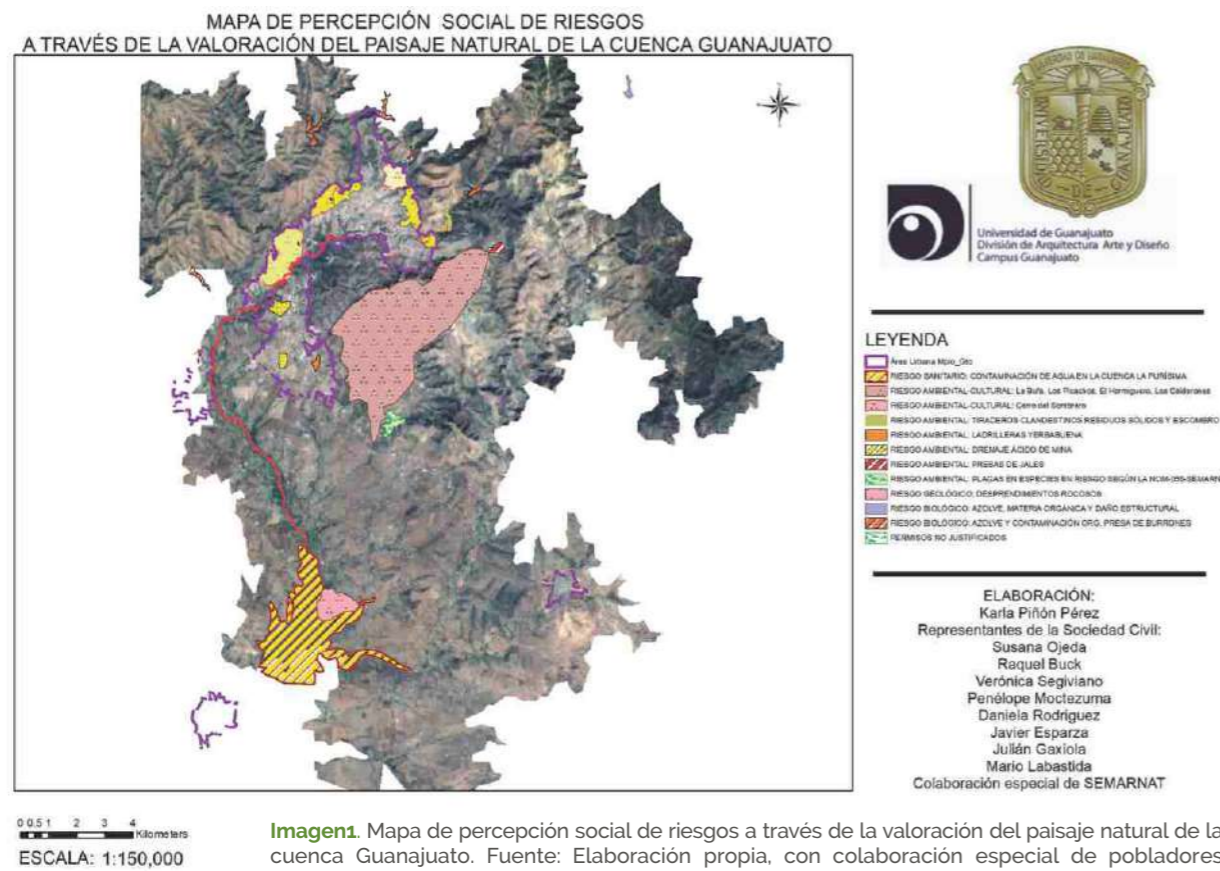 MAPA DE PERCEPCIÓN SOCIAL DE RIESGOS
A TRAVÉS DE LA VALORACIÓN DEL PAISAJE NATURAL DE LA CUENCA GUANAJUATO
UNIVERSIDAD DE GUANAJUATO
Universidad de Guanajuato
División de Arquitectura Arte y Diseño
Campus Guanajuato
LEYENDA
Área Urbana Mpio_Gto
RIESGO SANITARIO: CONTAMINACIÓN DE AGUA EN LA CUENCA LA PURÍSIMA
RIESGO AMBIENTAL-CULTURAL: La Bufa, Los Picachos, El Hormiguero, Los Calderones
RIESGO AMBIENTAL-CULTURAL: Cerro del Sombrero
RIESGO AMBIENTAL: TIRADEROS CLANDESTINOS RESIDUOS SÓLIDOS Y ESCOMBRO
RIESGO AMBIENTAL: LADRILLERAS YERBABUENA
RIESGO AMBIENTAL: DRENAJE ÁCIDO DE MINA
RIESGO AMBIENTAL: PRESAS DE JALES
RIESGO AMBIENTAL: PLAGAS EN ESPECIES EN RIESGO SEGÚN LA NOM-059-SEMARN
RIESGO GEOLÓGICO: DESPRENDIMIENTOS ROCOSOS
RIESGO BIOLÓGICO: AZOLVE, MATERIA ORGÁNICA Y DAÑO ESTRUCTURAL
RIESGO BIOLÓGICO: AZOLVE Y CONTAMINACIÓN ORG. PRESA DE BURRONES
PERMISOS NO JUSTIFICADOS
ELABORACIÓN:
Karla Piñón Pérez
Representantes de la Sociedad Civil:
Susana Ojeda
Raquel Buck
Verónica Segiviano
Penélope Moctezuma
Daniela Rodríguez
Javier Esparza
Julián Gaxiola
Mario Labastida
Colaboración especial de SEMARNAT
0 0.5 1 2 3 4
Kilometers
ESCALA: 1:150,000
Imagen1. Mapa de percepción social de riesgos a través de la valoración del paisaje natural de la
cuenca Guanajuato. Fuente: Elaboración propia, con colaboración especial de pobladores